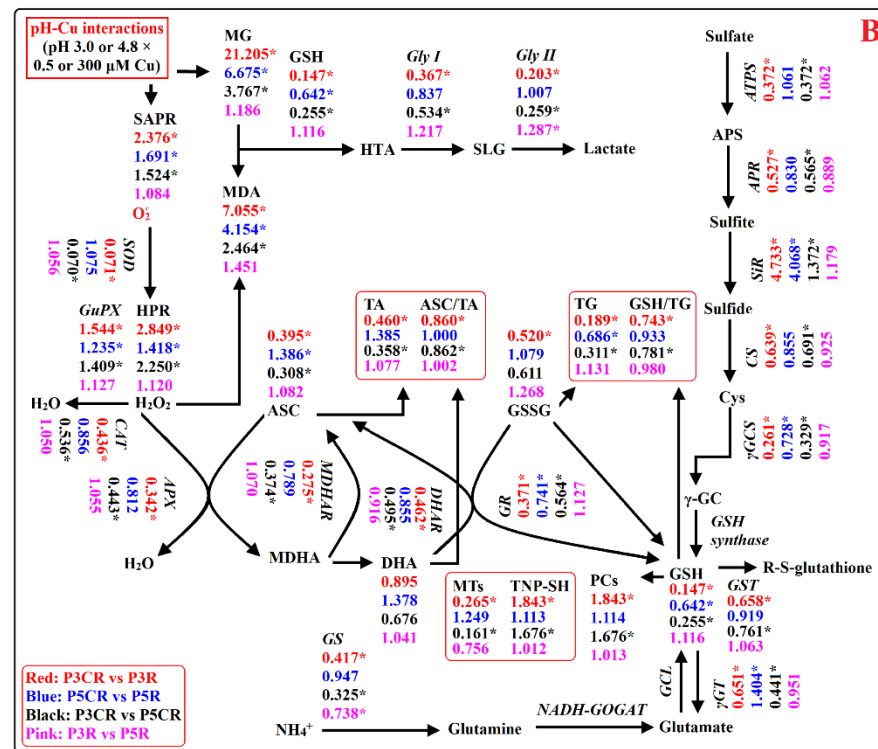 B
pH-Cu interactions
(pH 3.0 or 4.8 ×
0.5 or 300 µM Cu)
MG
21.205*
6.675*
3.767*
1.186
GSH
0.147*
0.642*
0.255*
1.116
Gly I
0.367*
0.837
0.534*
1.217
Gly II
0.203*
1.007
0.259*
1.287*
HTA
SLG
Lactate
SAPR
2.376*
1.691*
1.524*
1.084
O₂⁻
MDA
7.055*
4.154*
2.464*
1.451
SOD
0.071*
1.075
0.070*
1.056
GuPX
1.544*
1.235*
1.409*
1.127
HPR
2.849*
1.418*
2.250*
1.120
H₂O
H₂O₂
CAT
0.436*
0.856
0.536*
1.050
APX
0.342*
0.812
0.443*
1.055
H₂O
0.395*
1.386*
0.308*
1.082
ASC
TA ASC/TA
0.460* 0.860*
1.385 1.000
0.358* 0.862*
1.077 1.002
0.520*
1.079
0.611
1.268
GSSG
TG GSH/TG
0.189* 0.743*
0.686* 0.933
0.311* 0.781*
1.131 0.980
MDHAR
0.275*
0.789
0.374*
1.070
DHAR
0.462*
0.855
0.495*
0.916
GR
0.371*
0.741*
0.564*
1.127
MDHA
DHA
0.895
1.378
0.676
1.041
MTs TNP-SH
0.265* 1.843*
1.249 1.113
0.161* 1.676*
0.756 1.012
PCs
1.843*
1.114
1.676*
1.013
GSH
0.147*
0.642*
0.255*
1.116
GST
0.658*
0.919
0.761*
1.063
R-S-glutathione
Sulfate
ATPS
0.372*
1.061
0.372*
1.062
APS
APR
0.527*
0.830
0.565*
0.889
Sulfite
SiR
4.733*
4.068*
1.372*
1.179
Sulfide
CS
0.639*
0.855
0.691*
0.925
Cys
γGCS
0.261*
0.728*
0.329*
0.917
γ-GC
GSH
synthase
GCL
γGT
0.651*
1.404*
0.441*
0.951
GS
0.417*
0.947
0.325*
0.738*
NH₄⁺
Glutamine
NADH-GOGAT
Glutamate
Red: P3CR vs P3R
Blue: P5CR vs P5R
Black: P3CR vs P5CR
Pink: P3R vs P5R